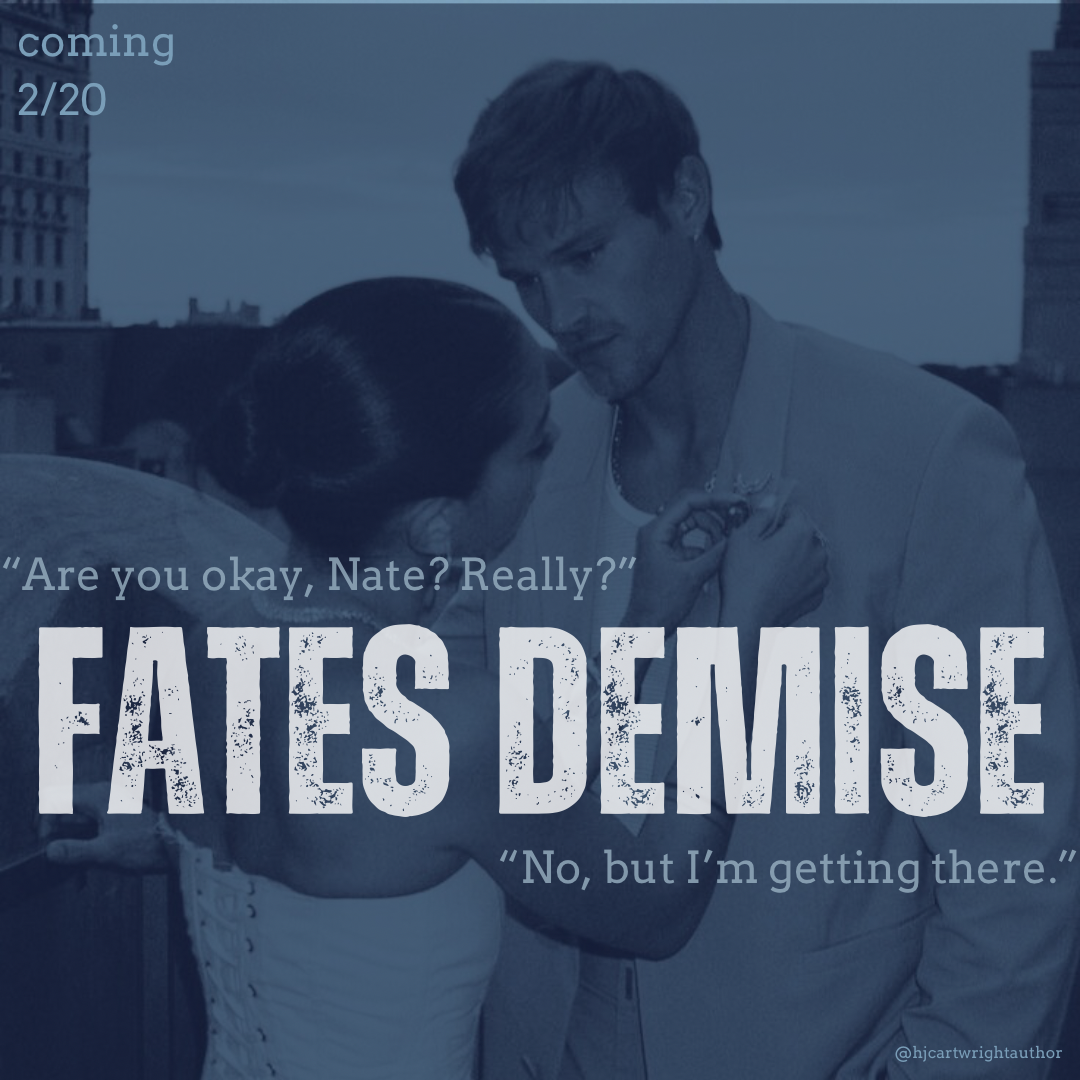 coming
2/20
“Are you okay, Nate? Really?”
FATES DEMISE
“No, but I’m getting there.”
@hjcartwrightauthor